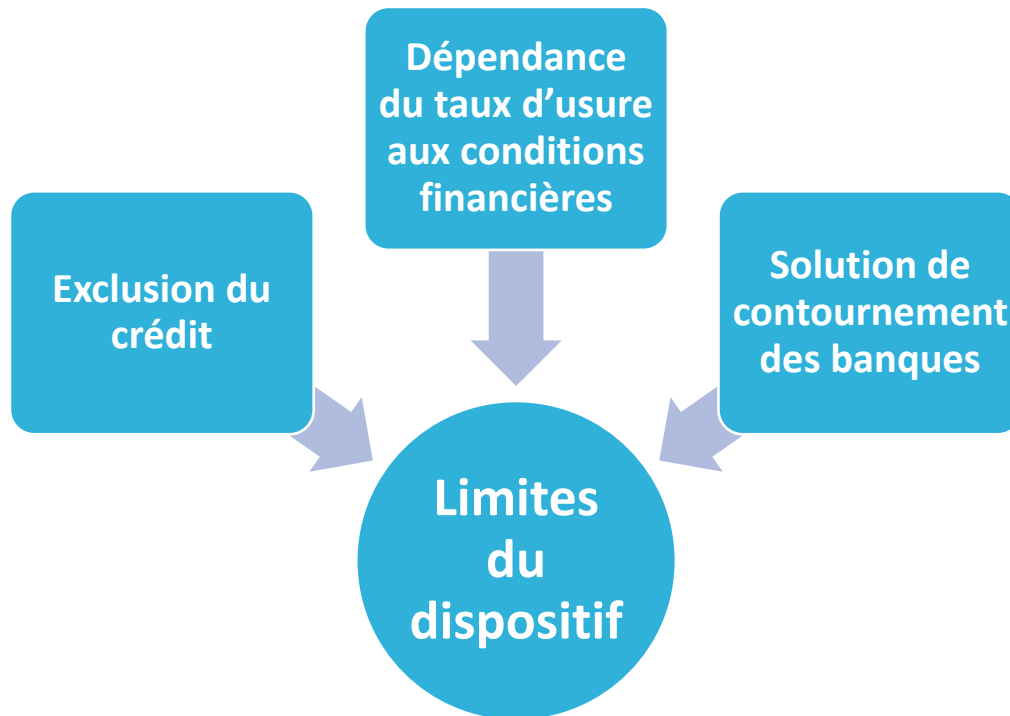 Dépendance
du taux d’usure
aux conditions
financières
Exclusion du
crédit
Solution de
contournement
des banques
Limites
du
dispositif